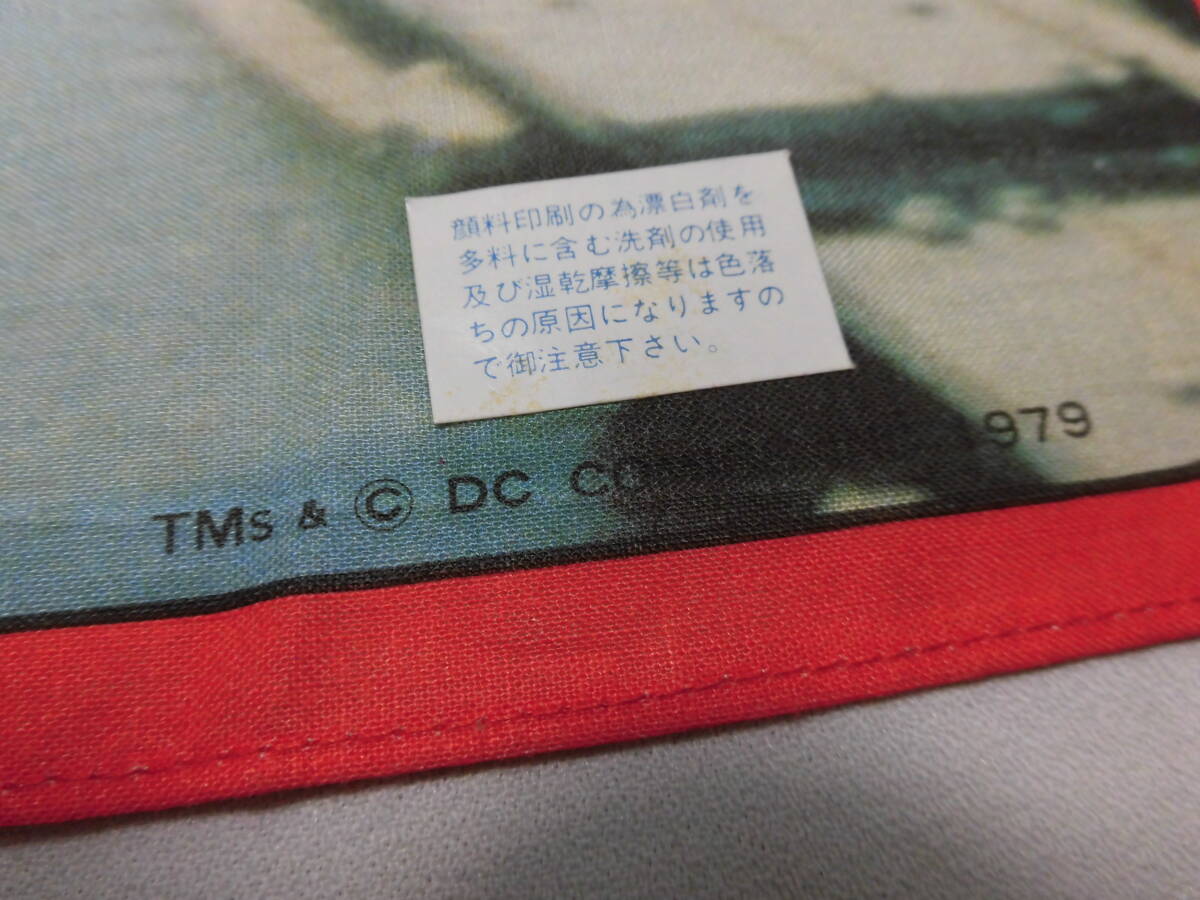 顔料印刷の為漂白剤を
多料に含む洗剤の使用
及び湿乾摩擦等は色落
ちの原因になりますの
で御注意下さい。
TMs & © DC 979